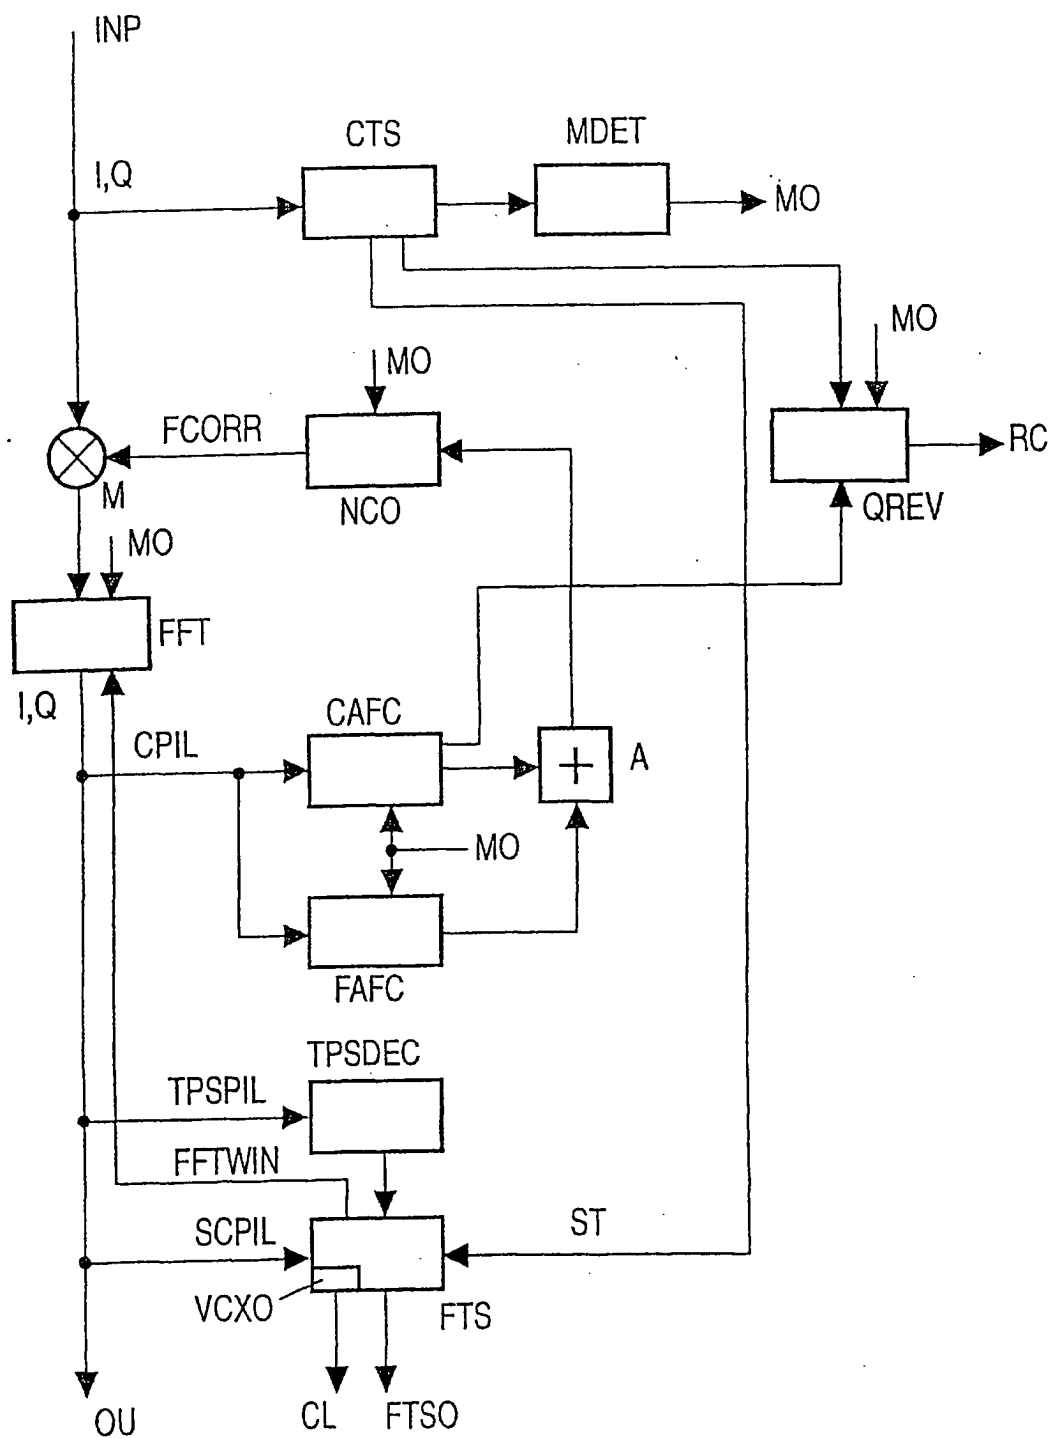 INP
CTS
MDET
I,Q
MO
MO
MO
FCORR
RC
M
NCO
QREV
MO
FFT
I,Q
CAFC
CPIL
+
A
MO
FAFC
TPSDEC
TPSPIL
FFTWIN
SCPIL
ST
VCXO
FTS
OU
CL
FTSO